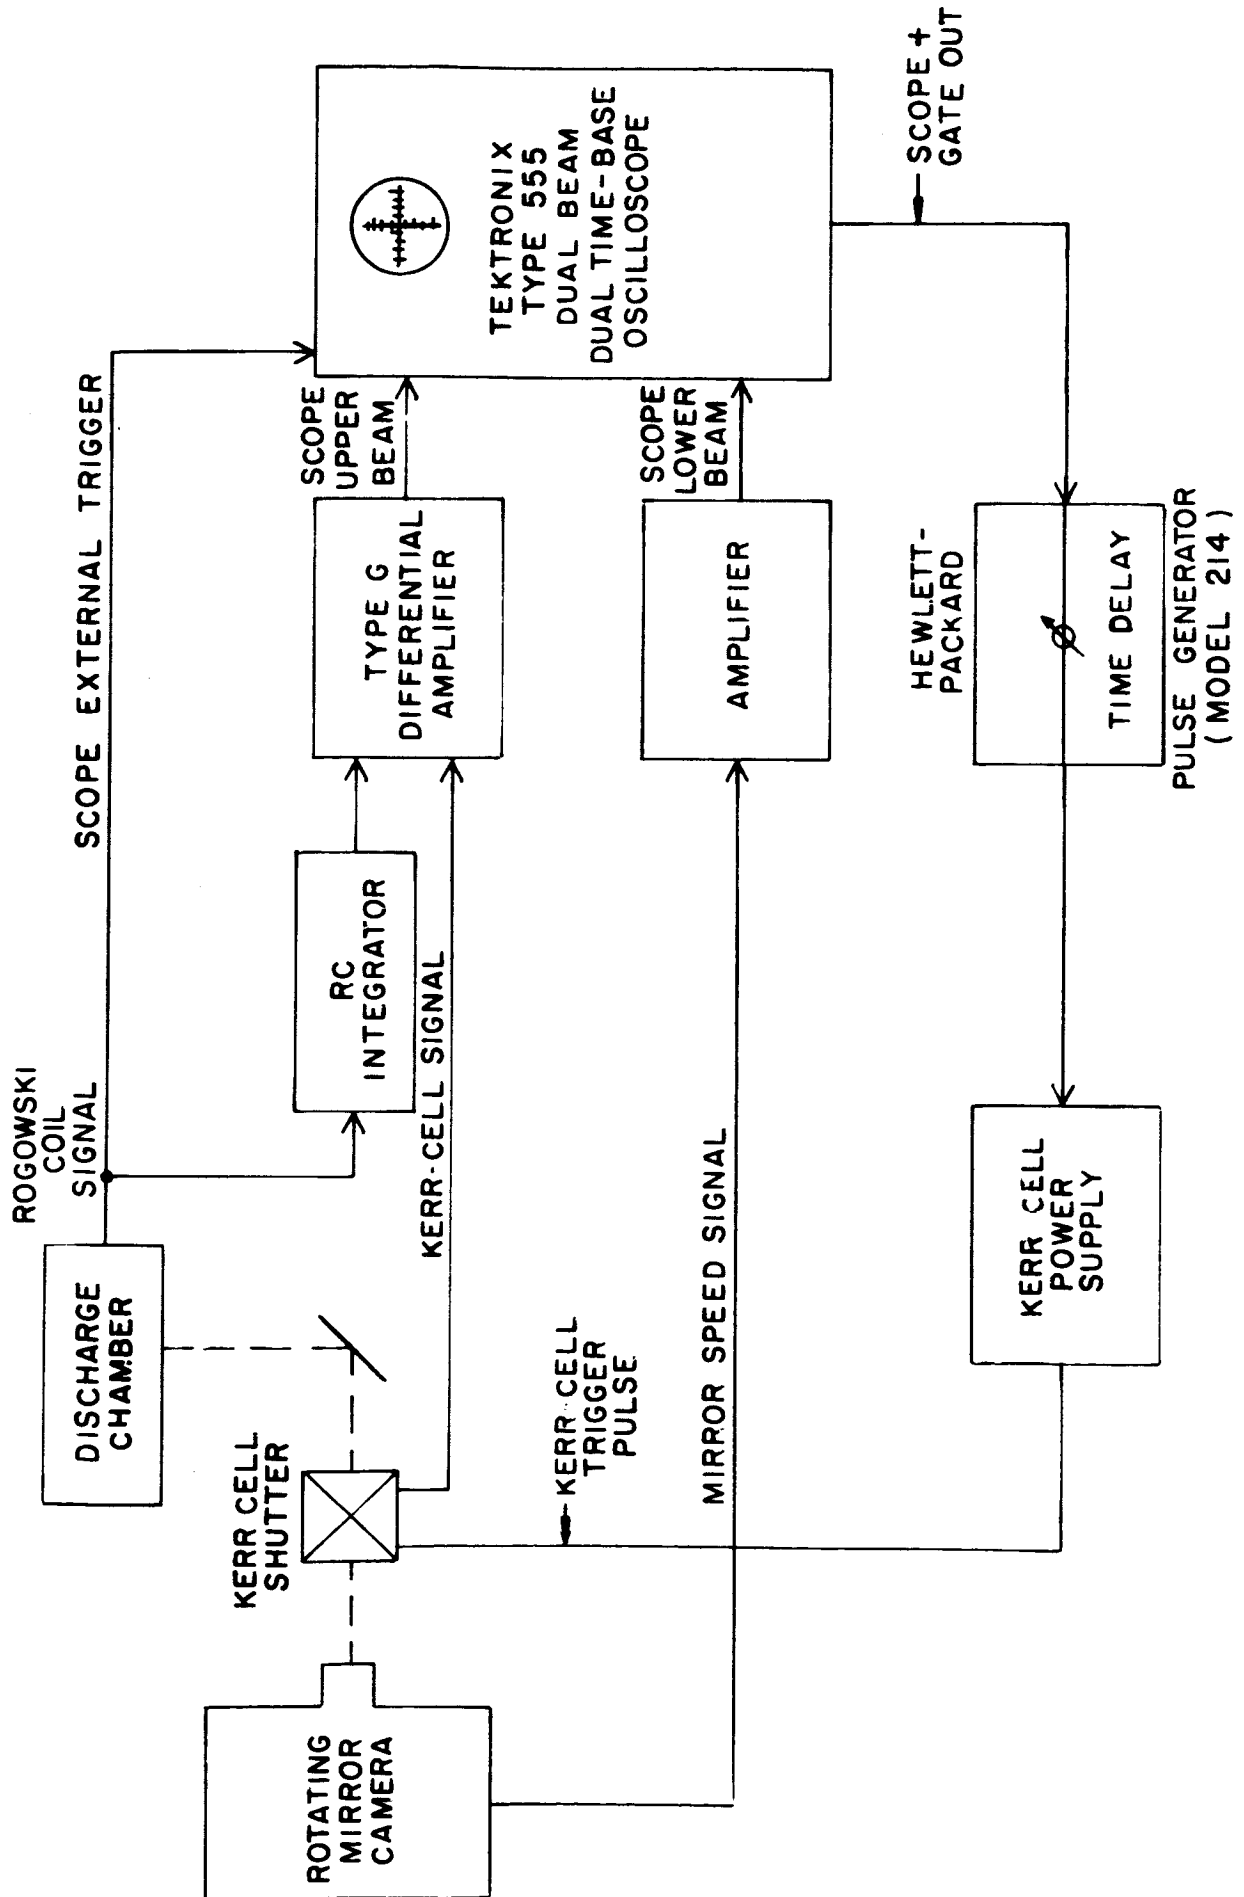 ROGOWSKI
COIL
SIGNAL
SCOPE EXTERNAL TRIGGER
DISCHARGE
CHAMBER
KERR CELL
SHUTTER
ROTATING
MIRROR
CAMERA
RC
INTEGRATOR
KERR-CELL SIGNAL
TYPE G
DIFFERENTIAL
AMPLIFIER
SCOPE
UPPER
BEAM
TEKTRONIX
TYPE 555
DUAL BEAM
DUAL TIME-BASE
OSCILLOSCOPE
KERR-CELL
TRIGGER
PULSE
MIRROR SPEED SIGNAL
AMPLIFIER
SCOPE
LOWER
BEAM
SCOPE +
GATE OUT
KERR CELL
POWER
SUPPLY
HEWLETT-
PACKARD
TIME DELAY
PULSE GENERATOR
(MODEL 214)